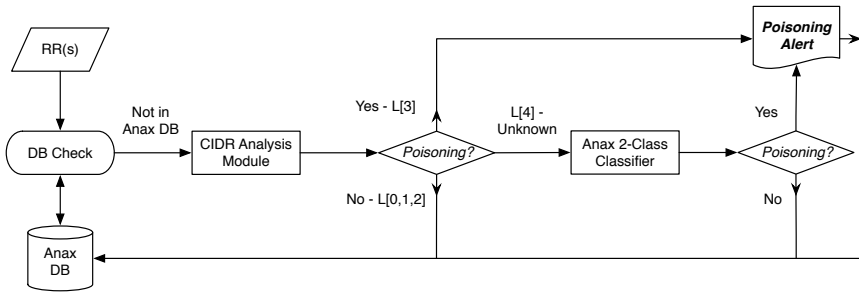 RR(s)
Poisoning
Alert
Not in
Anax DB
Yes - L[3]
L[4] -
Unknown
Yes
DB Check
CIDR Analysis
Module
Poisoning?
Anax 2-Class
Classifier
Poisoning?
No - L[0,1,2]
No
Anax
DB